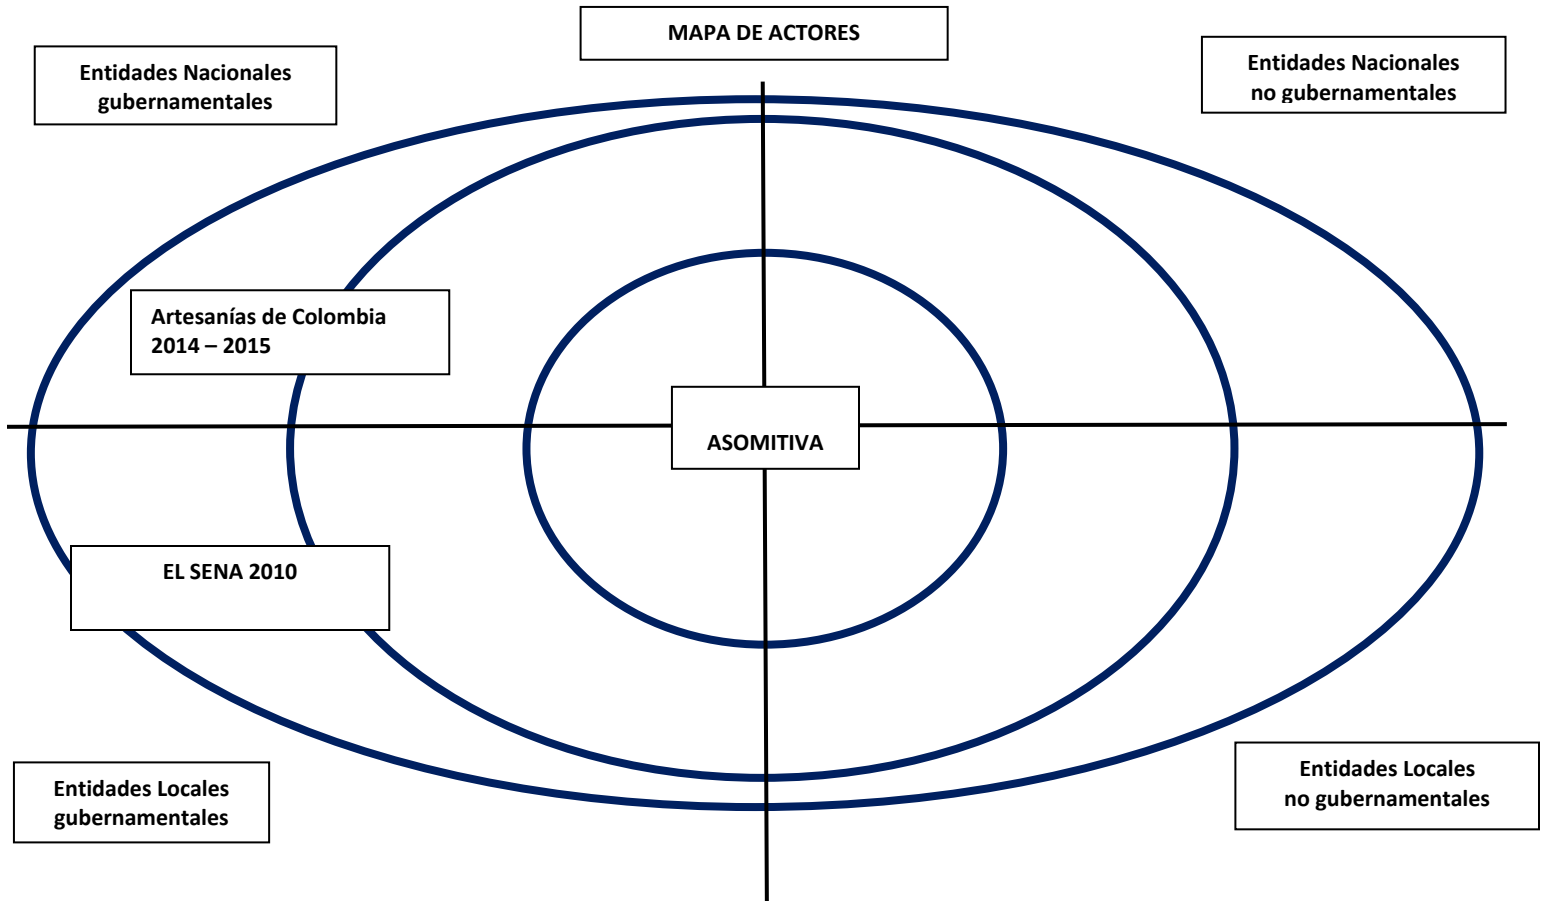 MAPA DE ACTORES
Entidades Nacionales
gubernamentales
Entidades Nacionales
no gubernamentales
Artesanías de Colombia
2014 – 2015
ASOMITIVA
EL SENA 2010
Entidades Locales
gubernamentales
Entidades Locales
no gubernamentales